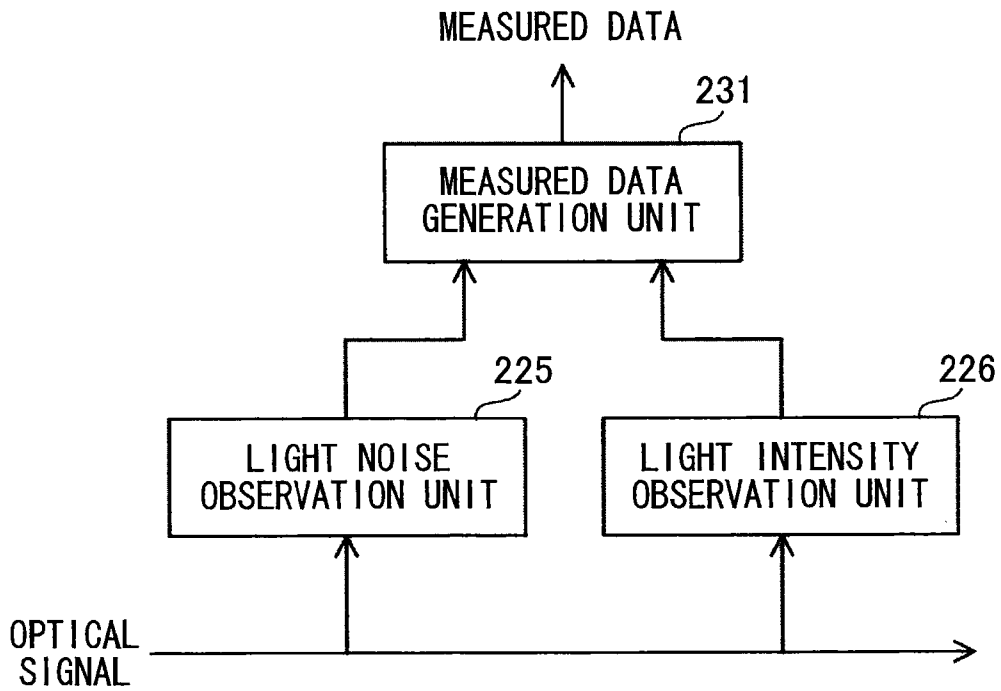 MEASURED DATA
231
MEASURED DATA
GENERATION UNIT
225
226
LIGHT NOISE
OBSERVATION UNIT
LIGHT INTENSITY
OBSERVATION UNIT
OPTICAL
SIGNAL